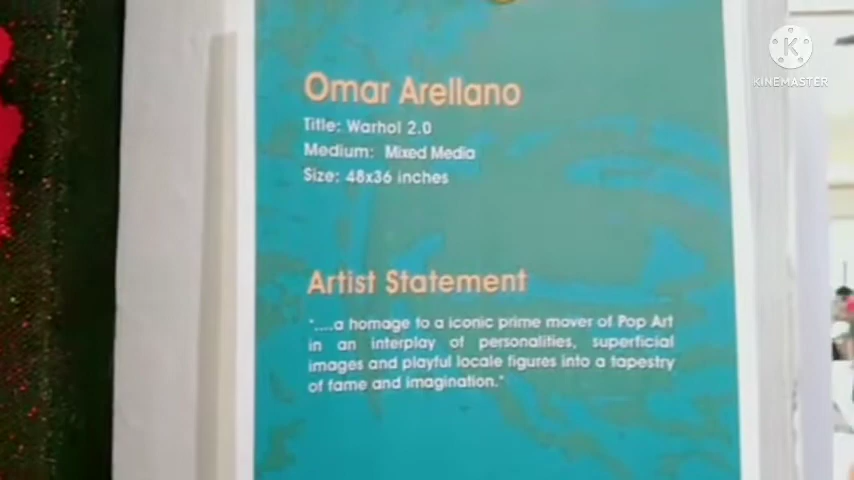 KINEMASTER
Omar Arellano
Title: Warhol 2.0
Medium: Mixed Media
Size: 48x36 inches
Artist Statement
"....a homage to a iconic prime mover of Pop Art
in an interplay of personalities, superficial
images and playful locale figures into a tapestry
of fame and imagination."